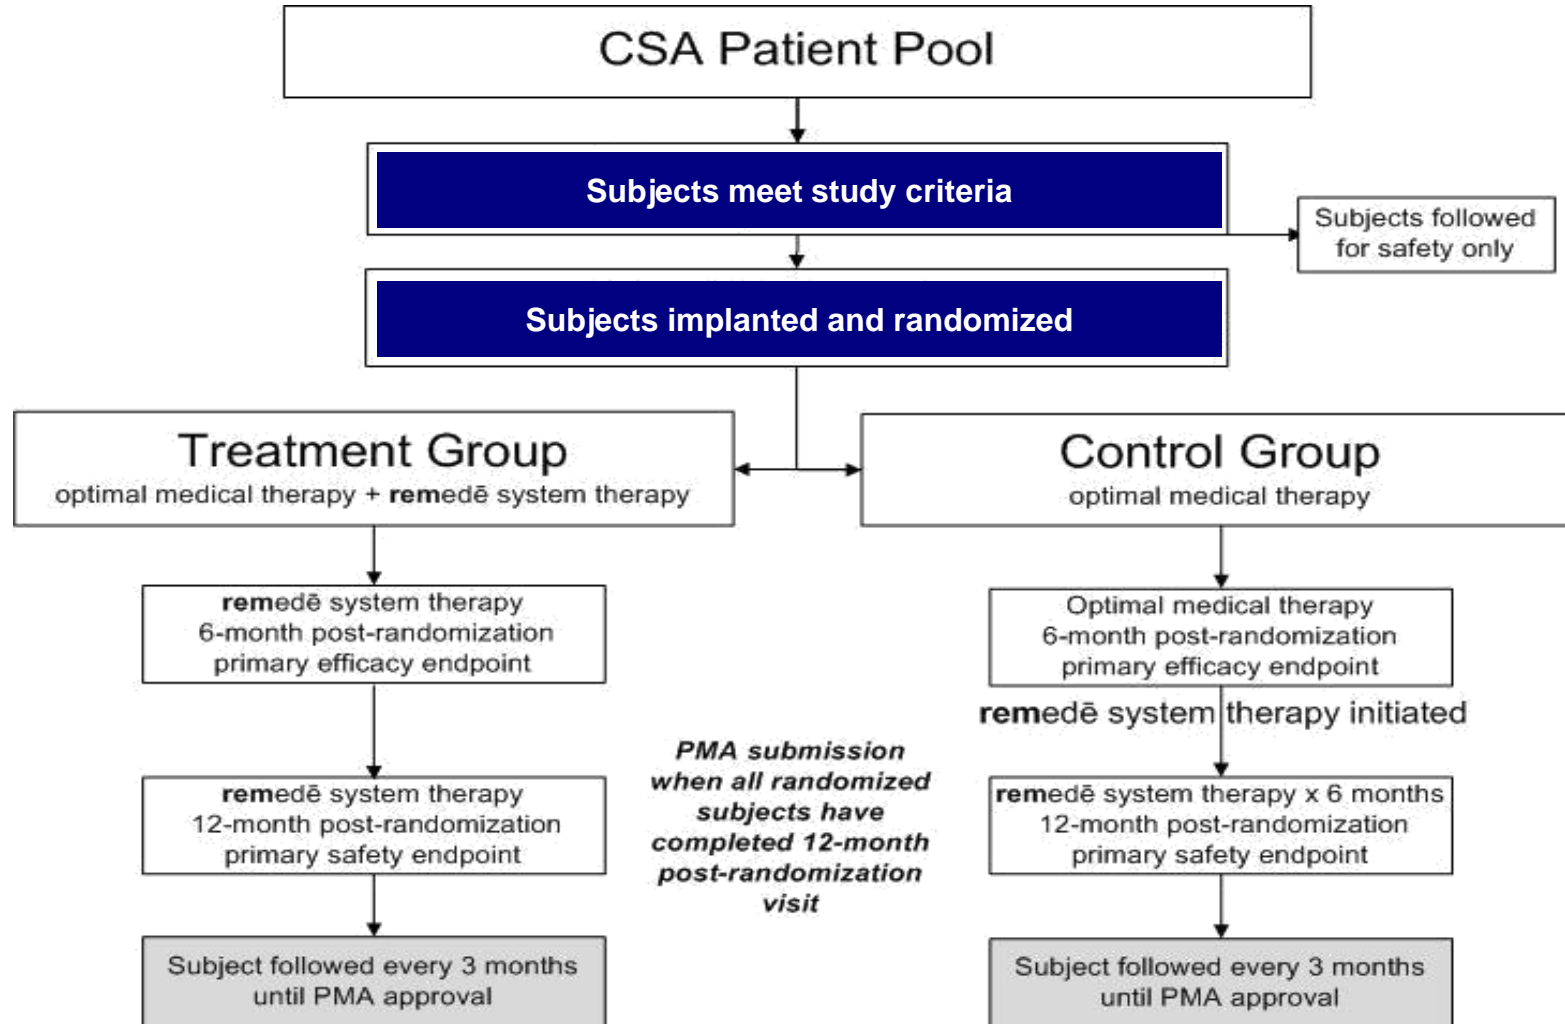 CSA Patient Pool
Subjects meet study criteria
Subjects followed
for safety only
Subjects implanted and randomized
Treatment Group
optimal medical therapy + remedē system therapy
Control Group
optimal medical therapy
remedē system therapy
6-month post-randomization
primary efficacy endpoint
Optimal medical therapy
6-month post-randomization
primary efficacy endpoint
remedē system therapy initiated
PMA submission
when all randomized
subjects have
completed 12-month
post-randomization
visit
remedē system therapy
12-month post-randomization
primary safety endpoint
remedē system therapy x 6 months
12-month post-randomization
primary safety endpoint
Subject followed every 3 months
until PMA approval
Subject followed every 3 months
until PMA approval